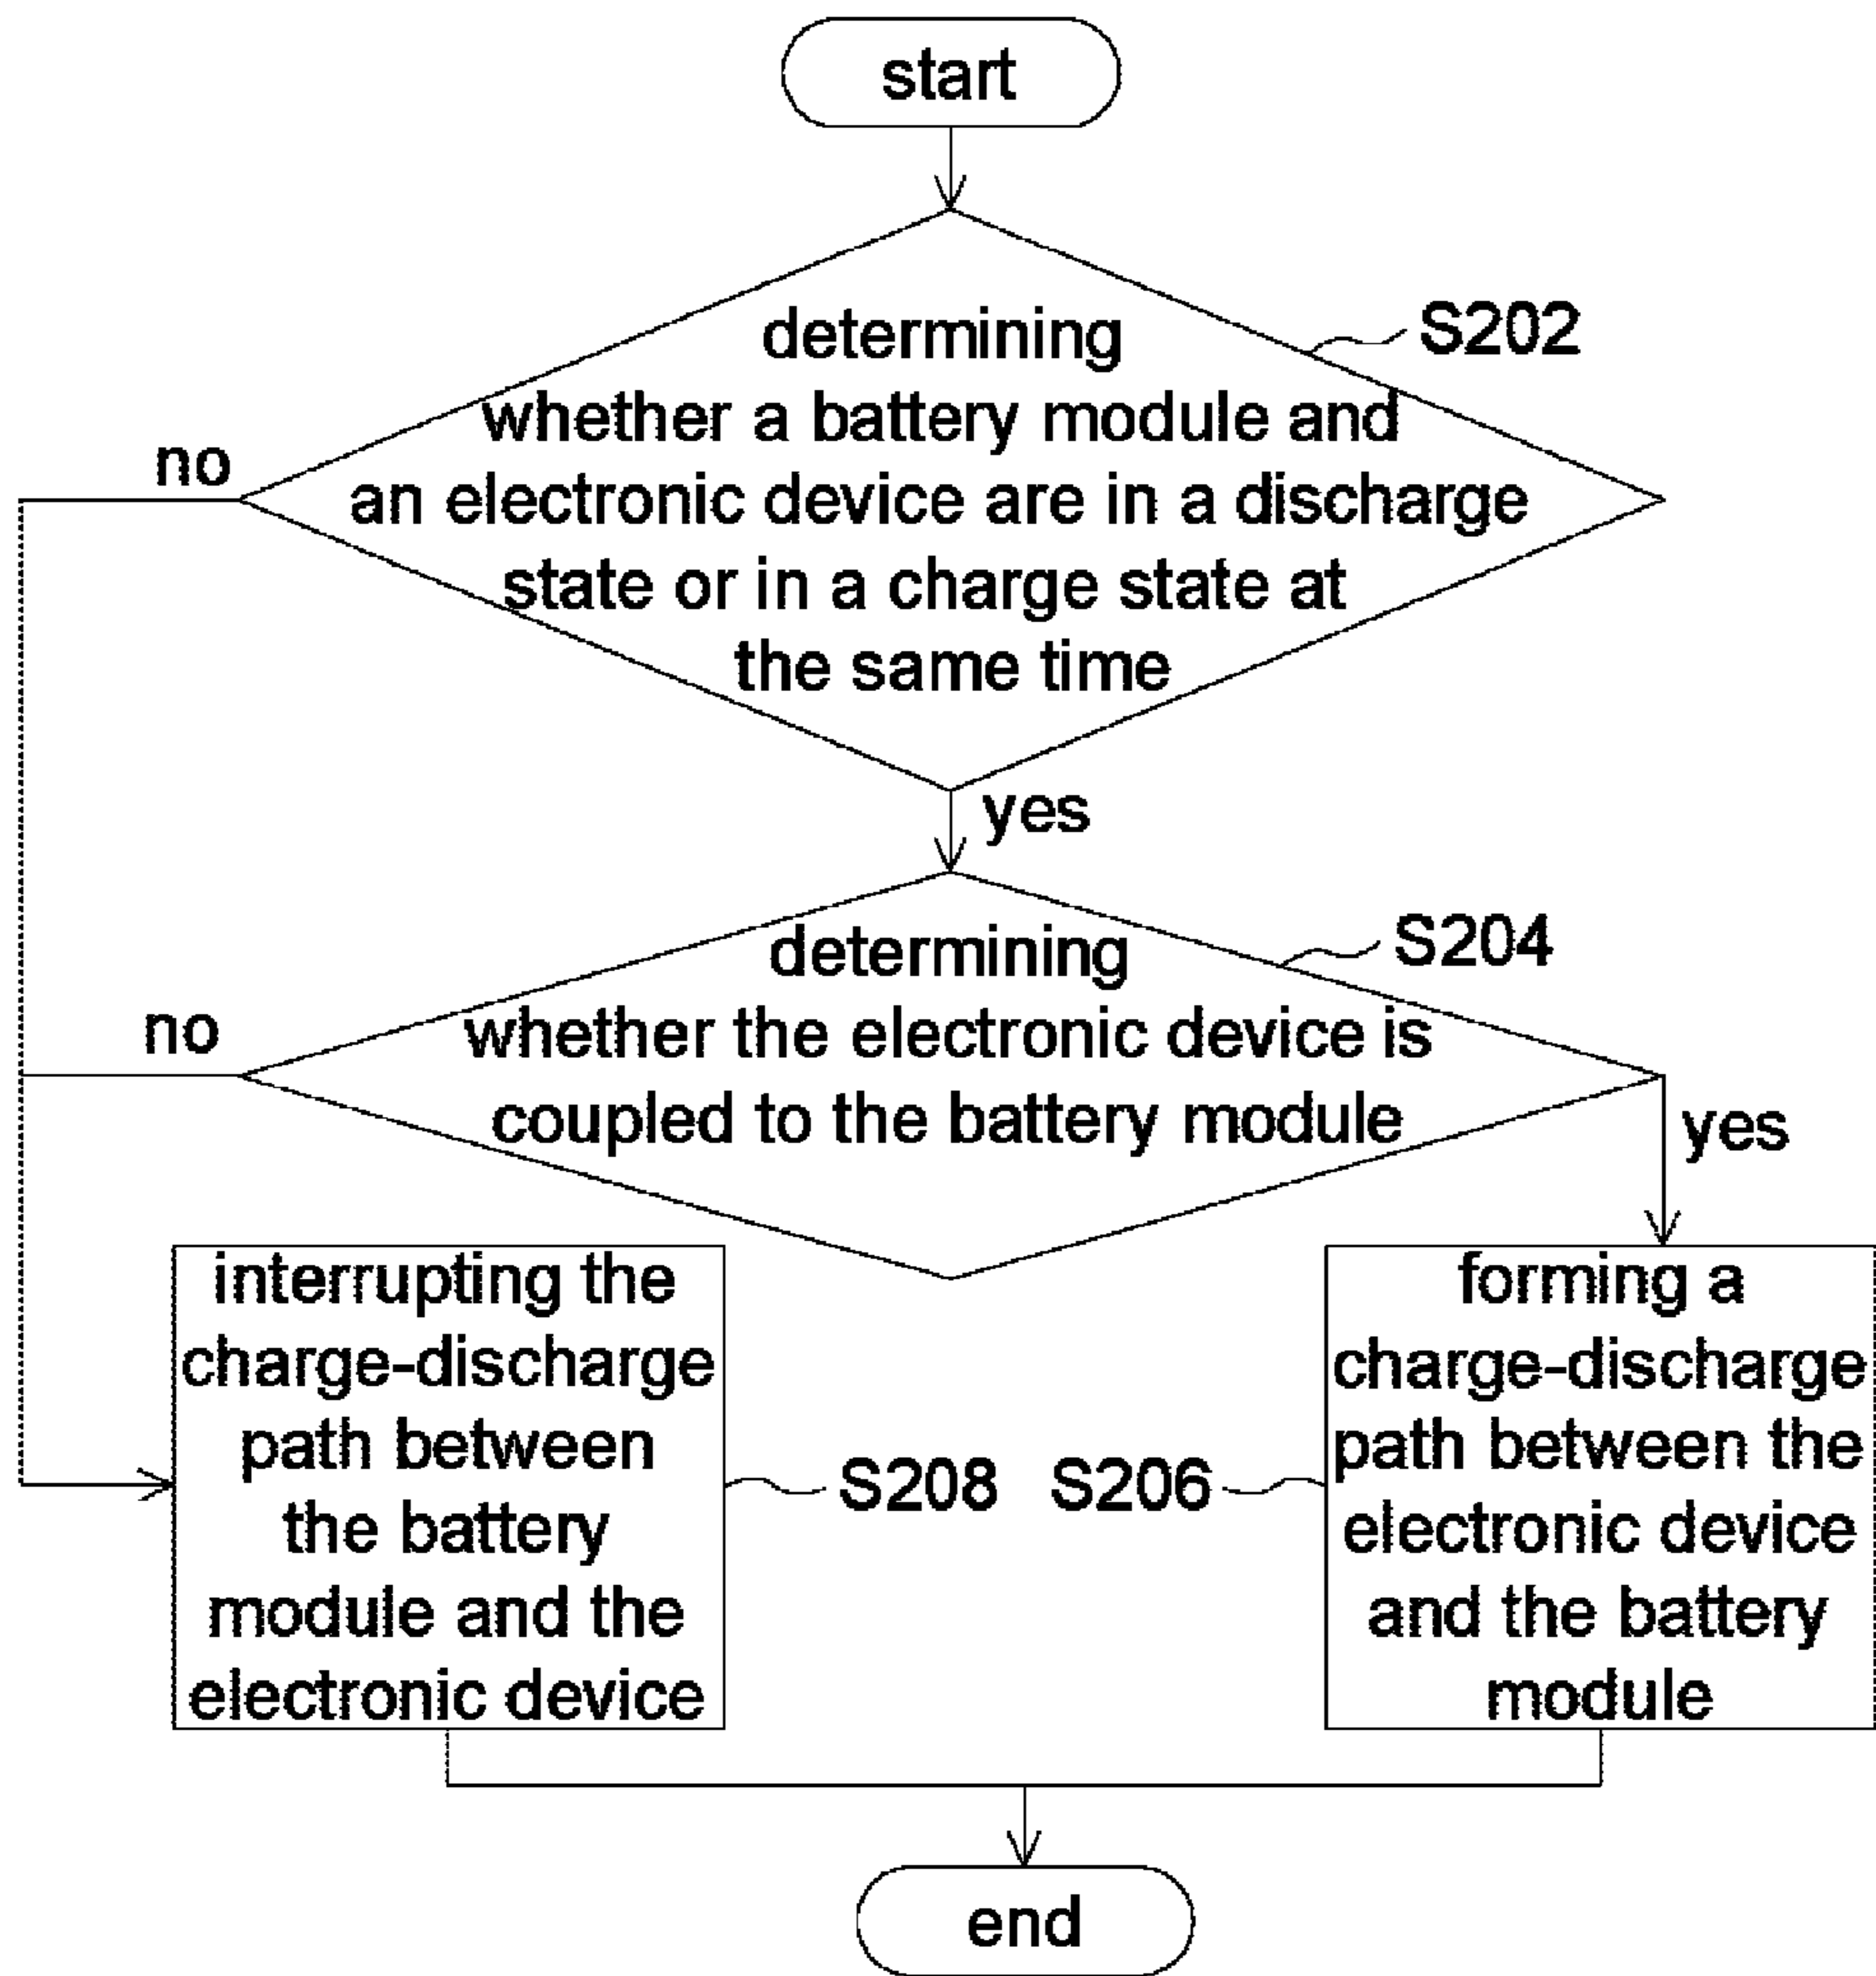 start
determining
whether a battery module and
an electronic device are in a discharge
state or in a charge state at
the same time
S202
no
yes
determining
whether the electronic device is
coupled to the battery module
S204
no
yes
interrupting the
charge-discharge
path between
the battery
module and the
electronic device
S208
S206
forming a
charge-discharge
path between the
electronic device
and the battery
module
end